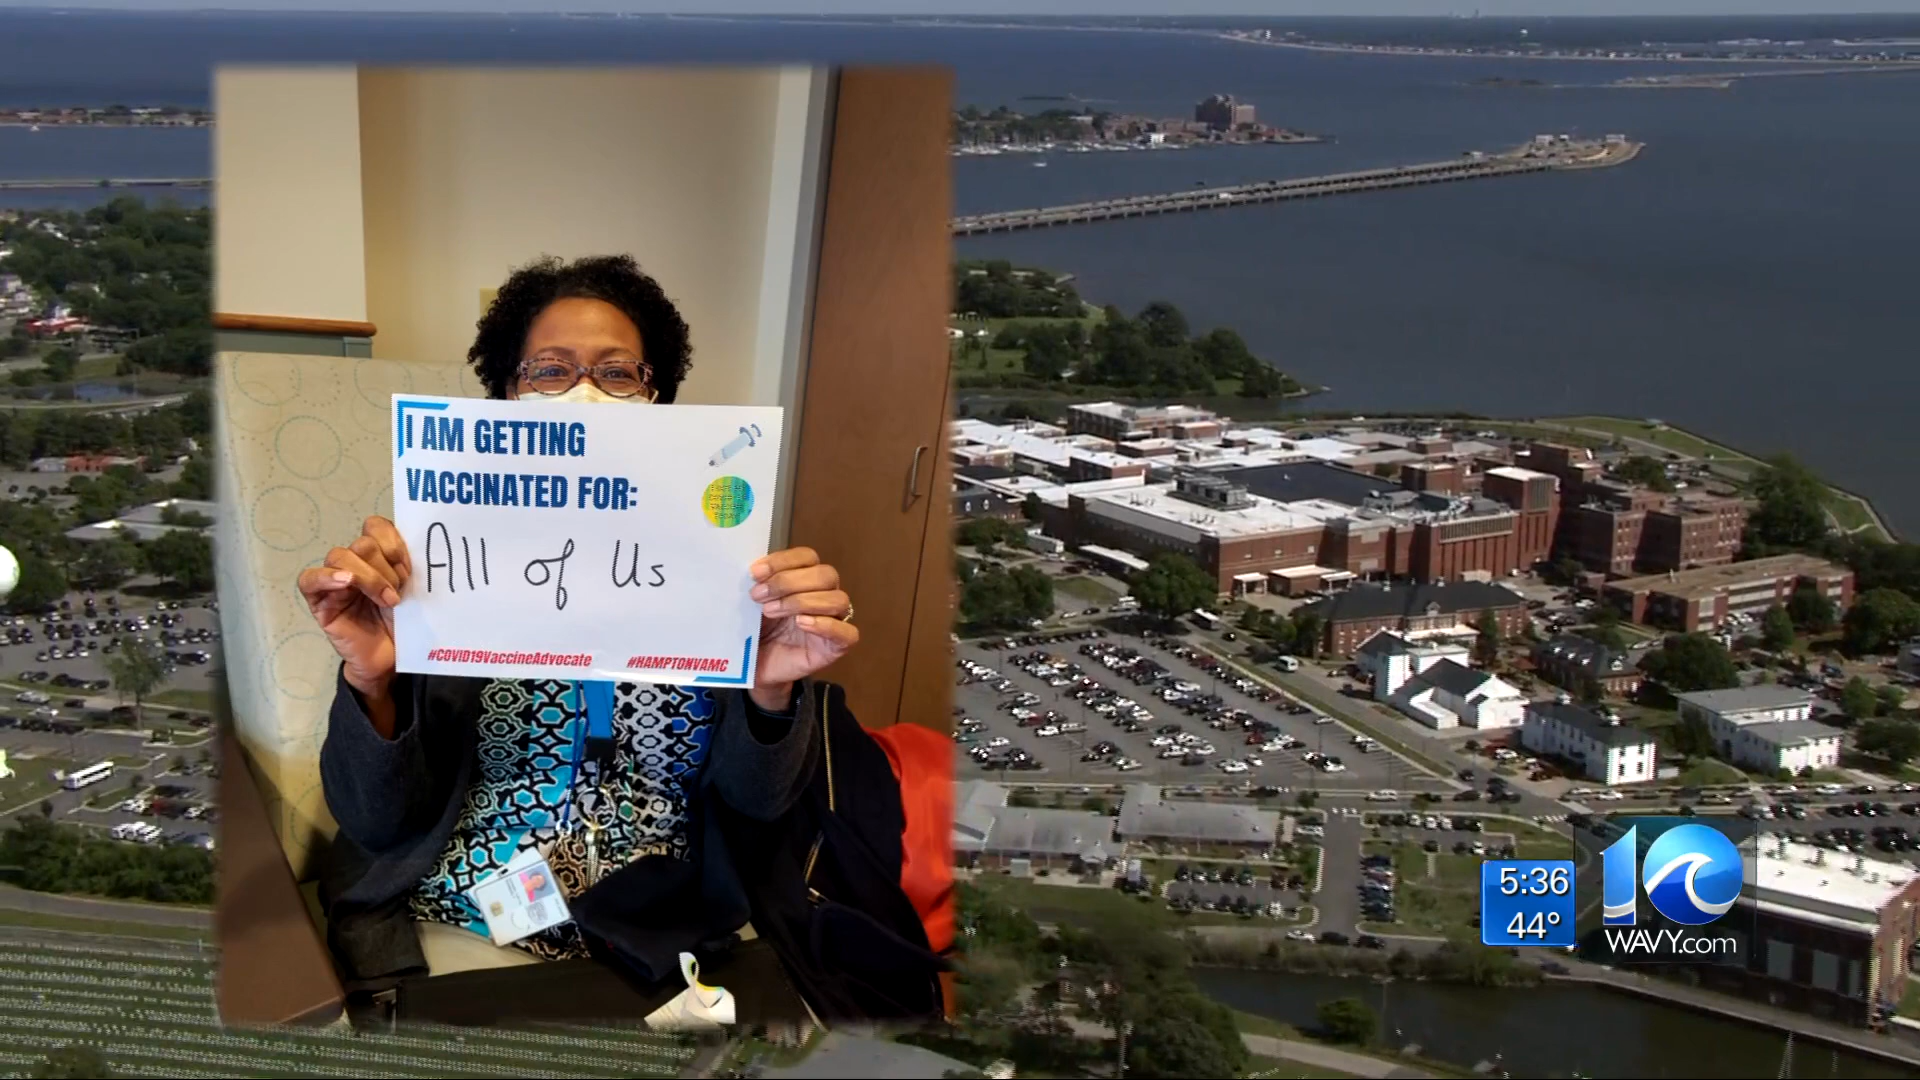 I AM GETTING
VACCINATED FOR:
All of Us
#COVID19VaccineAdvocate #HAMPTONVAMC
5:36
44°
10
WAVY.com